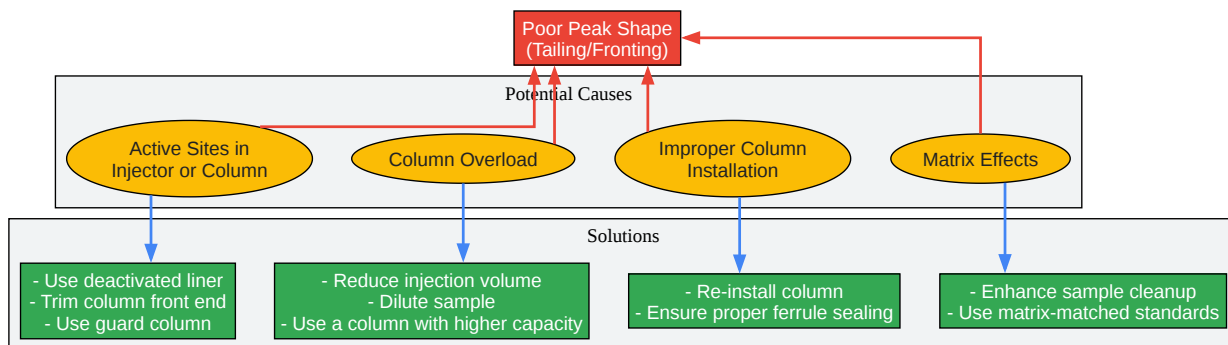 Poor Peak Shape
(Tailing/Fronting)
Potential Causes
Active Sites in
Injector or Column
Column Overload
Improper Column
Installation
Matrix Effects
Solutions
- Use deactivated liner
- Trim column front end
- Use guard column
- Reduce injection volume
- Dilute sample
- Use a column with higher capacity
- Re-install column
- Ensure proper ferrule sealing
- Enhance sample cleanup
- Use matrix-matched standards